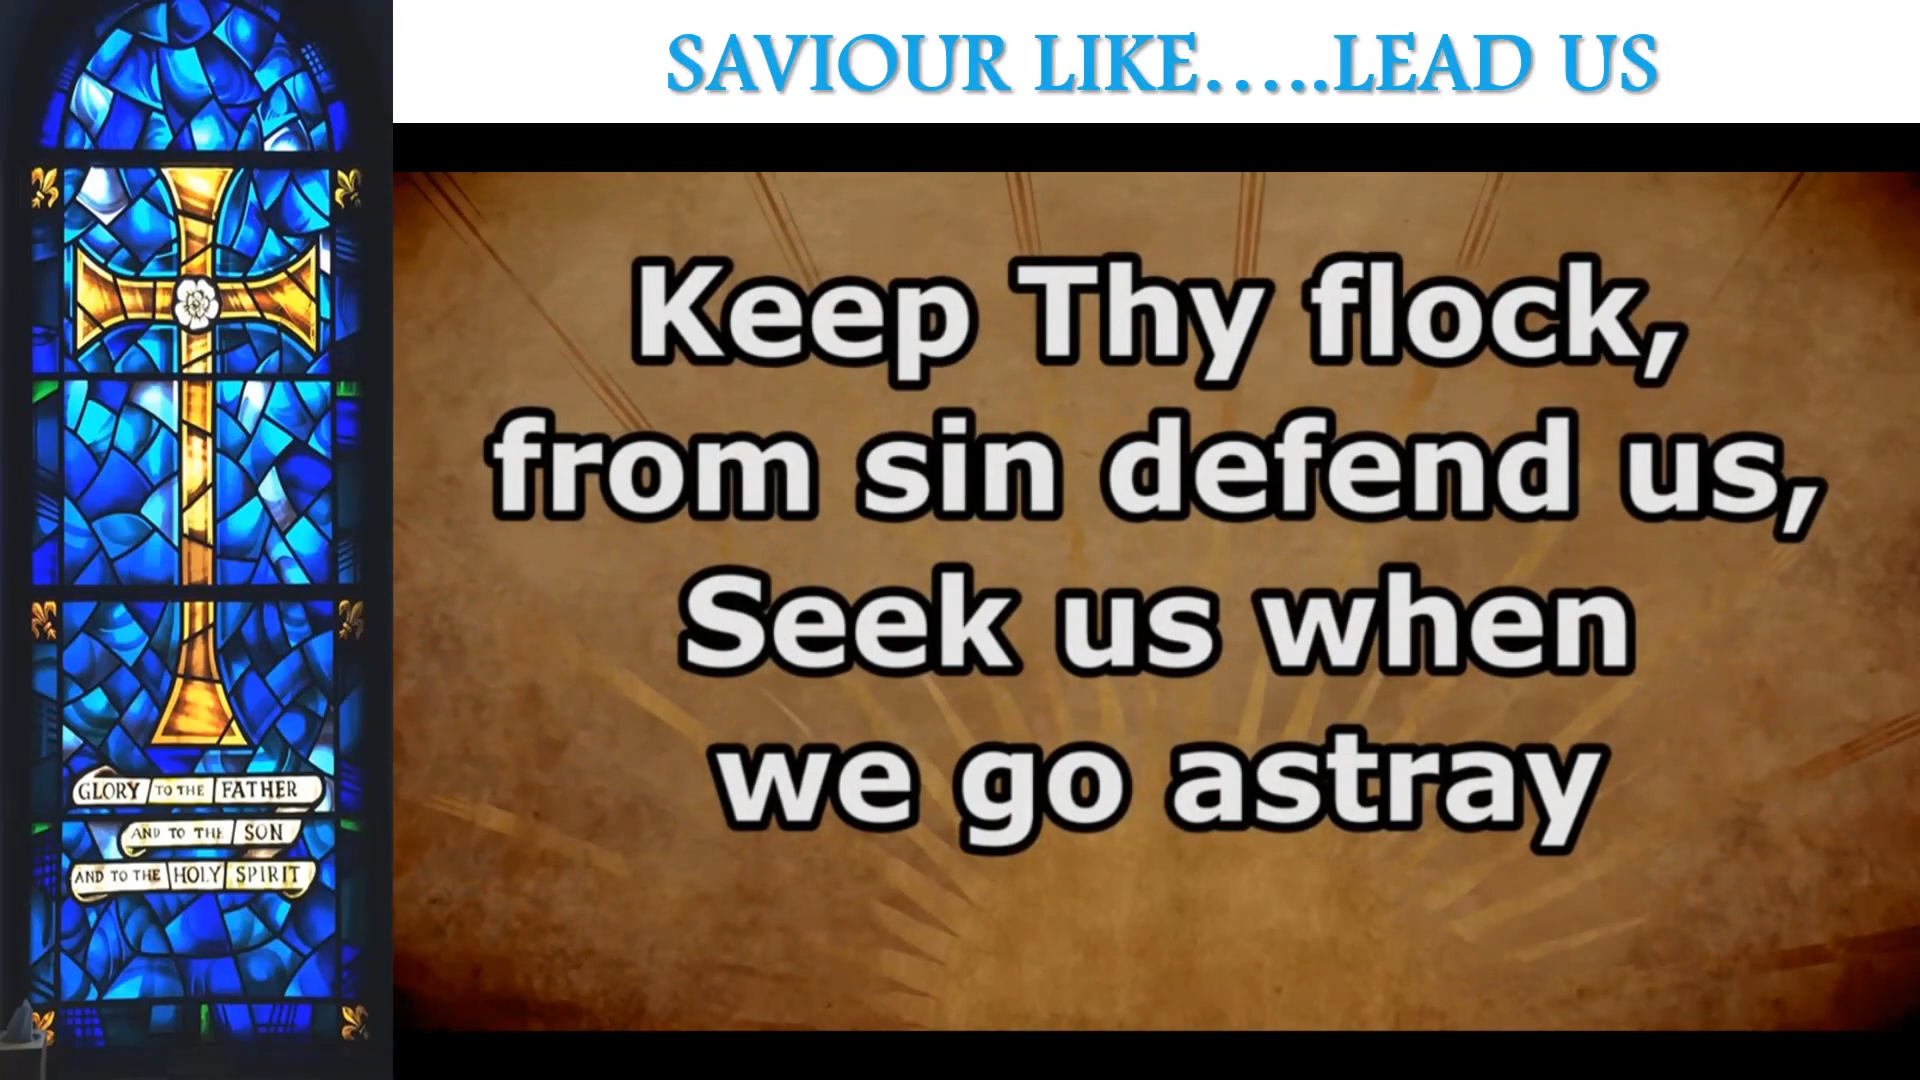 SAVIOUR LIKE.....LEAD US
Keep Thy flock,
from sin defend us,
Seek us when
we go astray
GLORY TO THE FATHER
AND TO THE SON
AND TO THE HOLY SPIRIT